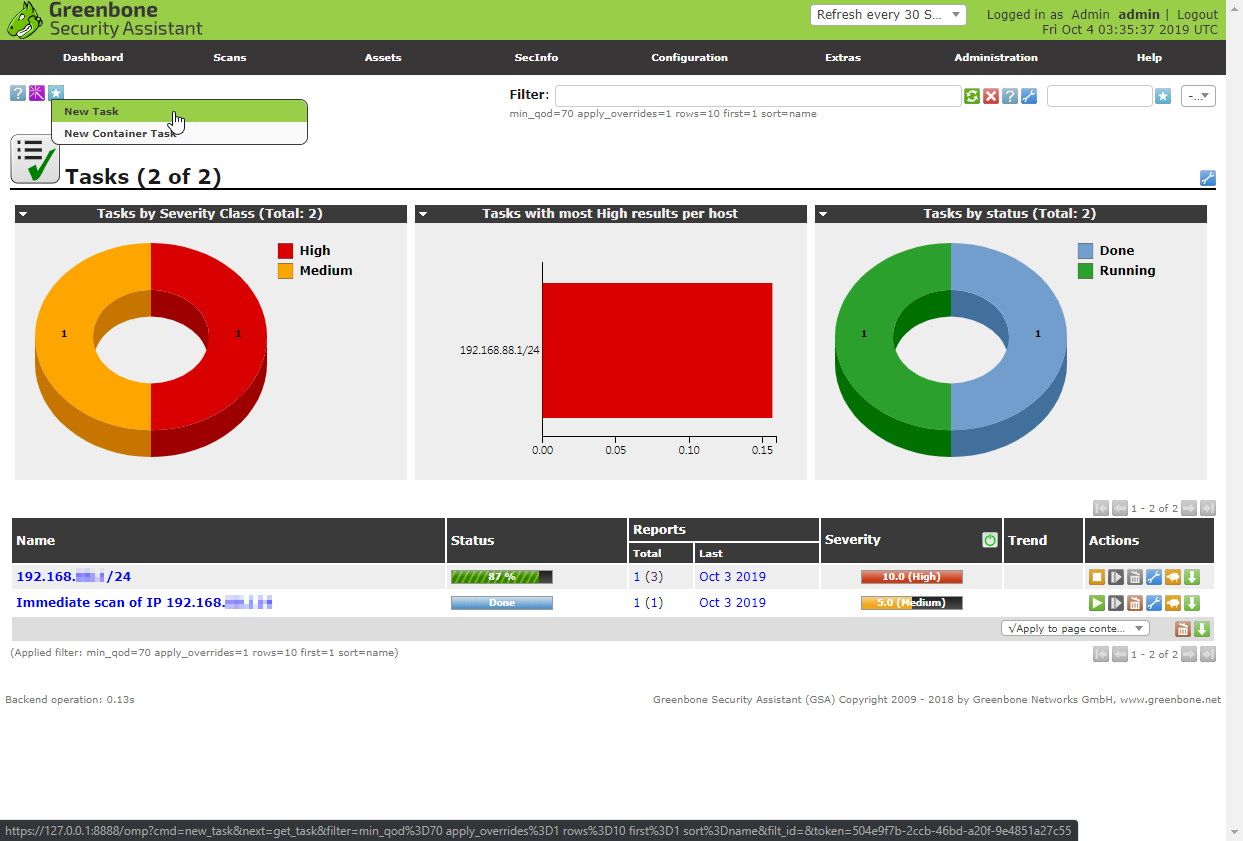 Greenbone
Security Assistant
Refresh every 30 S...
Logged in as Admin admin | Logout
Fri Oct 4 03:35:37 2019 UTC
Dashboard Scans Assets SecInfo Configuration Extras Administration Help
Filter:
-...
min_qod=70 apply_overrides=1 rows=10 first=1 sort=name
New Task
New Container Task
Tasks (2 of 2)
Tasks by Severity Class (Total: 2)
High
Medium
1
1
Tasks with most High results per host
192.168.88.1/24
0.00 0.05 0.10 0.15
Tasks by status (Total: 2)
Done
Running
1
1
1 - 2 of 2
Name Status Reports Severity Trend Actions
Total Last
192.168. /24 87 % 1 (3) Oct 3 2019 10.0 (High)
Immediate scan of IP 192.168. Done 1 (1) Oct 3 2019 5.0 (Medium)
√Apply to page conte...
(Applied filter: min_qod=70 apply_overrides=1 rows=10 first=1 sort=name)
1 - 2 of 2
Backend operation: 0.13s
Greenbone Security Assistant (GSA) Copyright 2009 - 2018 by Greenbone Networks GmbH, www.greenbone.net
https://127.0.0.1:8888/omp?cmd=new_task&next=get_task&filter=min_qod%3D70 apply_overrides%3D1 rows%3D10 first%3D1 sort%3Dname&filt_id=&token=504e9f7b-2ccb-46bd-a20f-9e4851a27c55